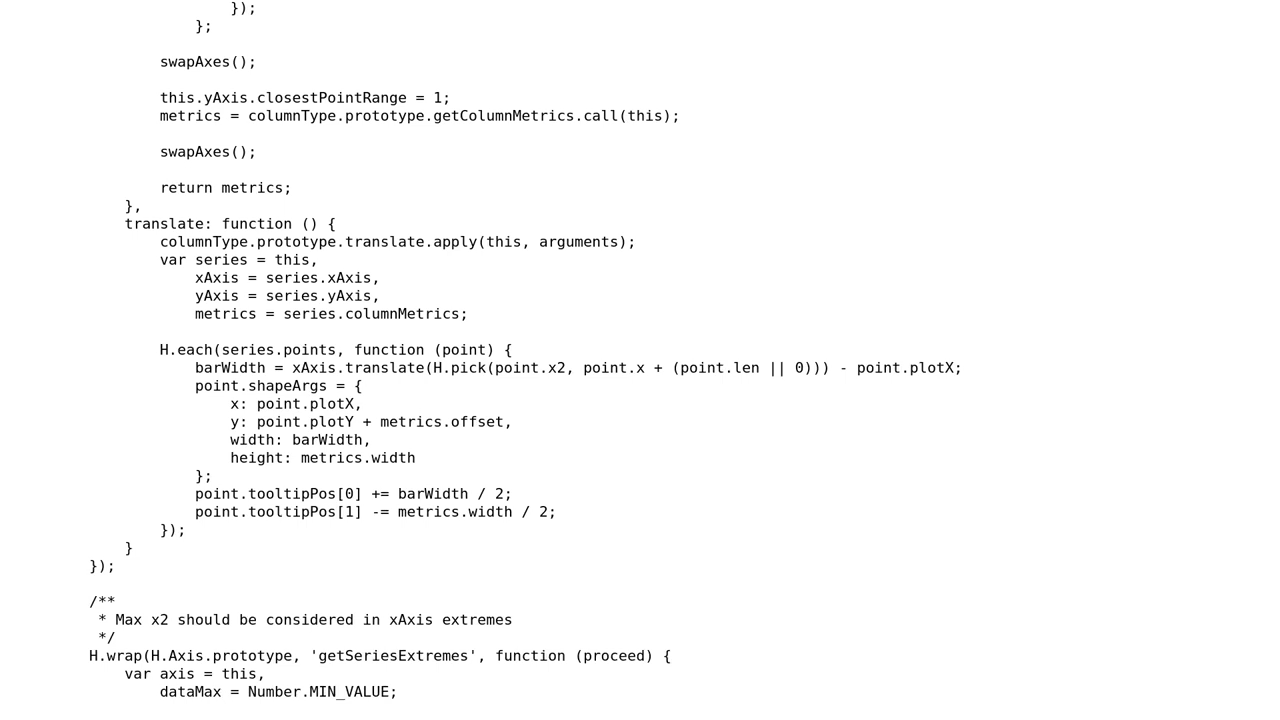 });
};
swapAxes();
this.yAxis.closestPointRange = 1;
metrics = columnType.prototype.getColumnMetrics.call(this);
swapAxes();
return metrics;
},
translate: function () {
columnType.prototype.translate.apply(this, arguments);
var series = this,
xAxis = series.xAxis,
yAxis = series.yAxis,
metrics = series.columnMetrics;
H.each(series.points, function (point) {
barWidth = xAxis.translate(H.pick(point.x2, point.x + (point.len || 0))) - point.plotX;
point.shapeArgs = {
x: point.plotX,
y: point.plotY + metrics.offset,
width: barWidth,
height: metrics.width
};
point.tooltipPos[0] += barWidth / 2;
point.tooltipPos[1] -= metrics.width / 2;
});
}
});
/**
* Max x2 should be considered in xAxis extremes
*/
H.wrap(H.Axis.prototype, 'getSeriesExtremes', function (proceed) {
var axis = this,
dataMax = Number.MIN_VALUE;